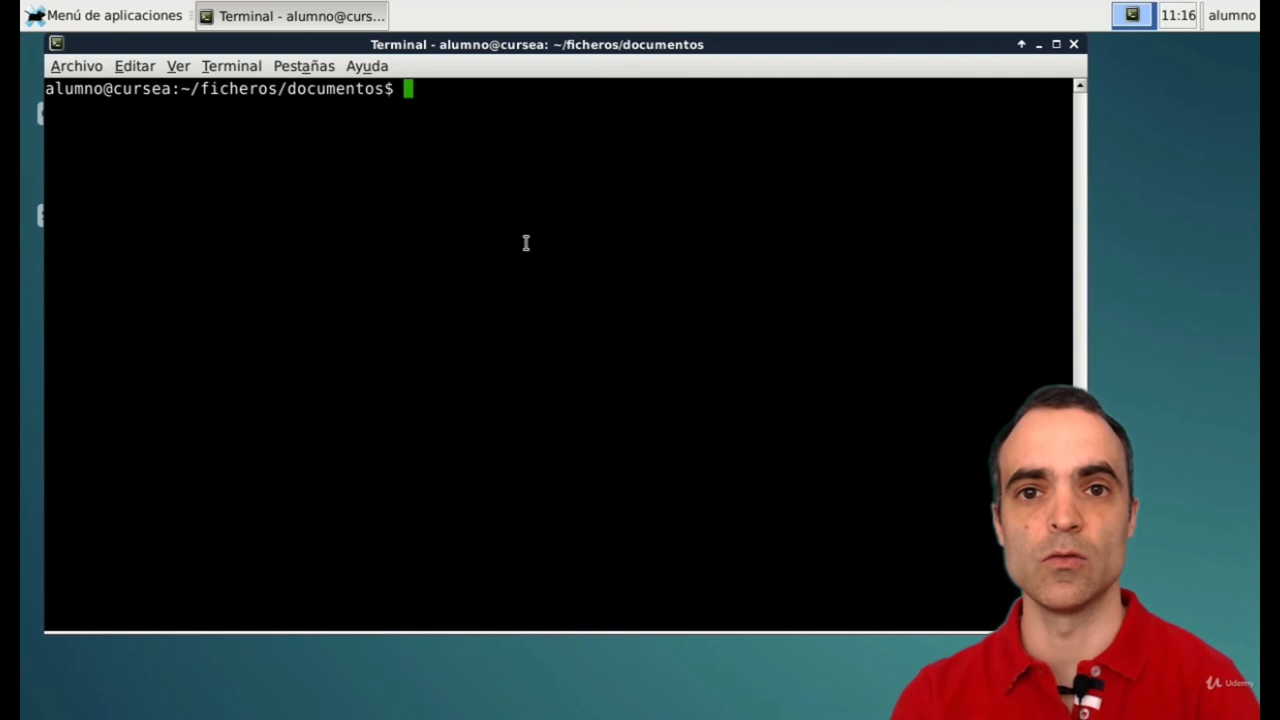 Menú de aplicaciones
Terminal - alumno@curs...
11:16
alumno
Terminal - alumno@cursea: ~/ficheros/documentos
Archivo Editar Ver Terminal Pestañas Ayuda
alumno@cursea:~/ficheros/documentos$
Udemy